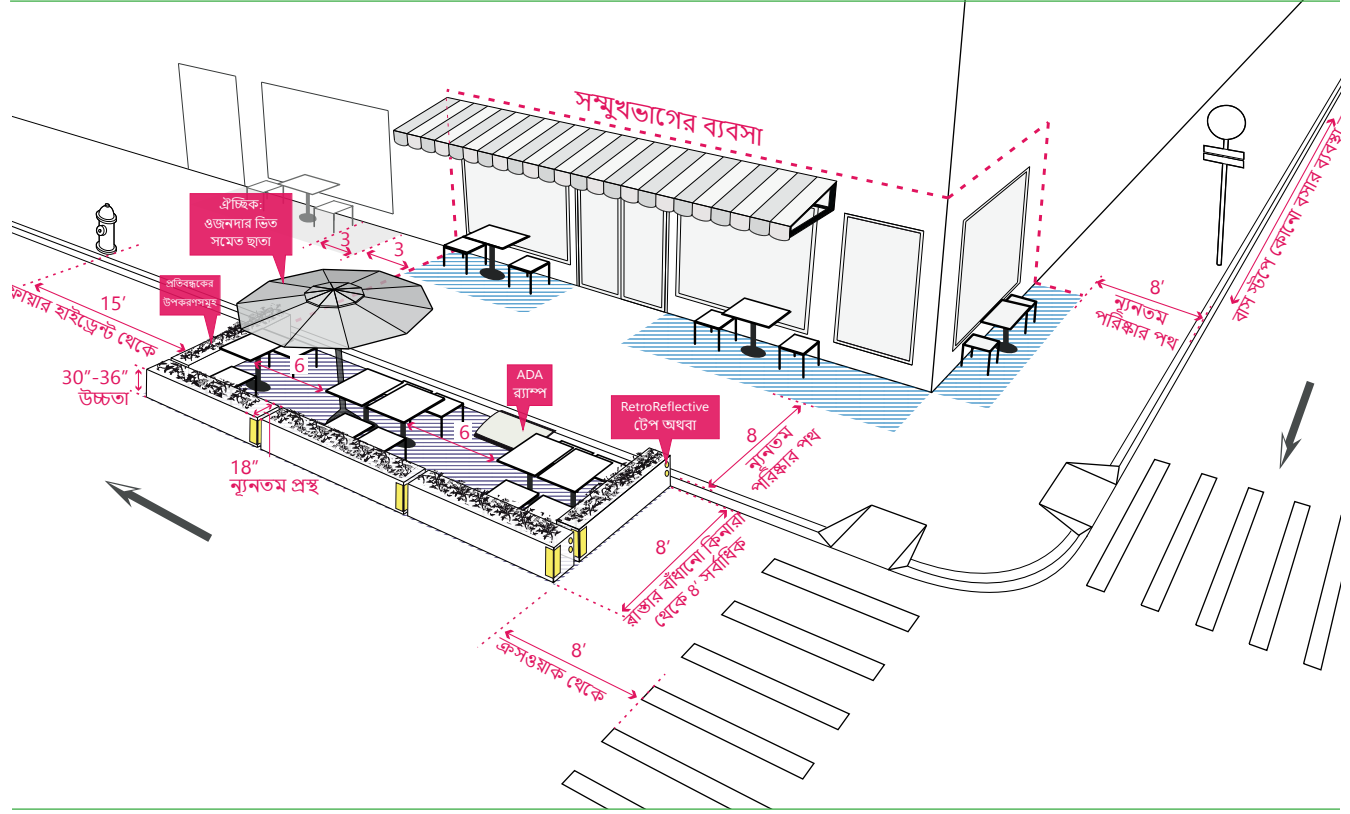 সম্মুখভাগের ব্যবসা
ঐচ্ছিক:
ওজনদার ভিত
সমেত ছাতা
3
3
প্রতিবন্ধকের
উপকরণসমূহ
15′
ফায়ার হাইড্রেন্ট থেকে
30″-36″
উচ্চতা
18″
ন্যূনতম প্রস্থ
6
6
ADA
র‍্যাম্প
RetroReflective
টেপ অথবা
8
ন্যূনতম
পরিষ্কার পথ
8′
রাস্তার বাঁধানো কিনারা
থেকে 8′ সর্বাধিক
8′
ক্রসওয়াক থেকে
8′
ন্যূনতম
পরিষ্কার পথ
বাস স্টপে কোনো বসার ব্যবস্থা